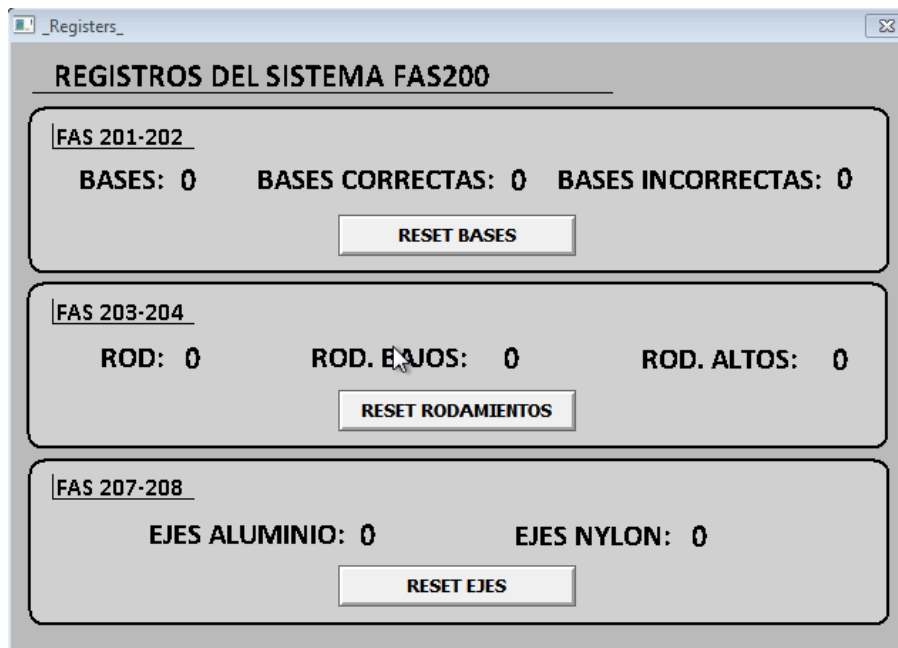 _Registers_
REGISTROS DEL SISTEMA FAS200
FAS 201-202
BASES: 0 BASES CORRECTAS: 0 BASES INCORRECTAS: 0
RESET BASES
FAS 203-204
ROD: 0 ROD. BAJOS: 0 ROD. ALTOS: 0
RESET RODAMIENTOS
FAS 207-208
EJES ALUMINIO: 0 EJES NYLON: 0
RESET EJES